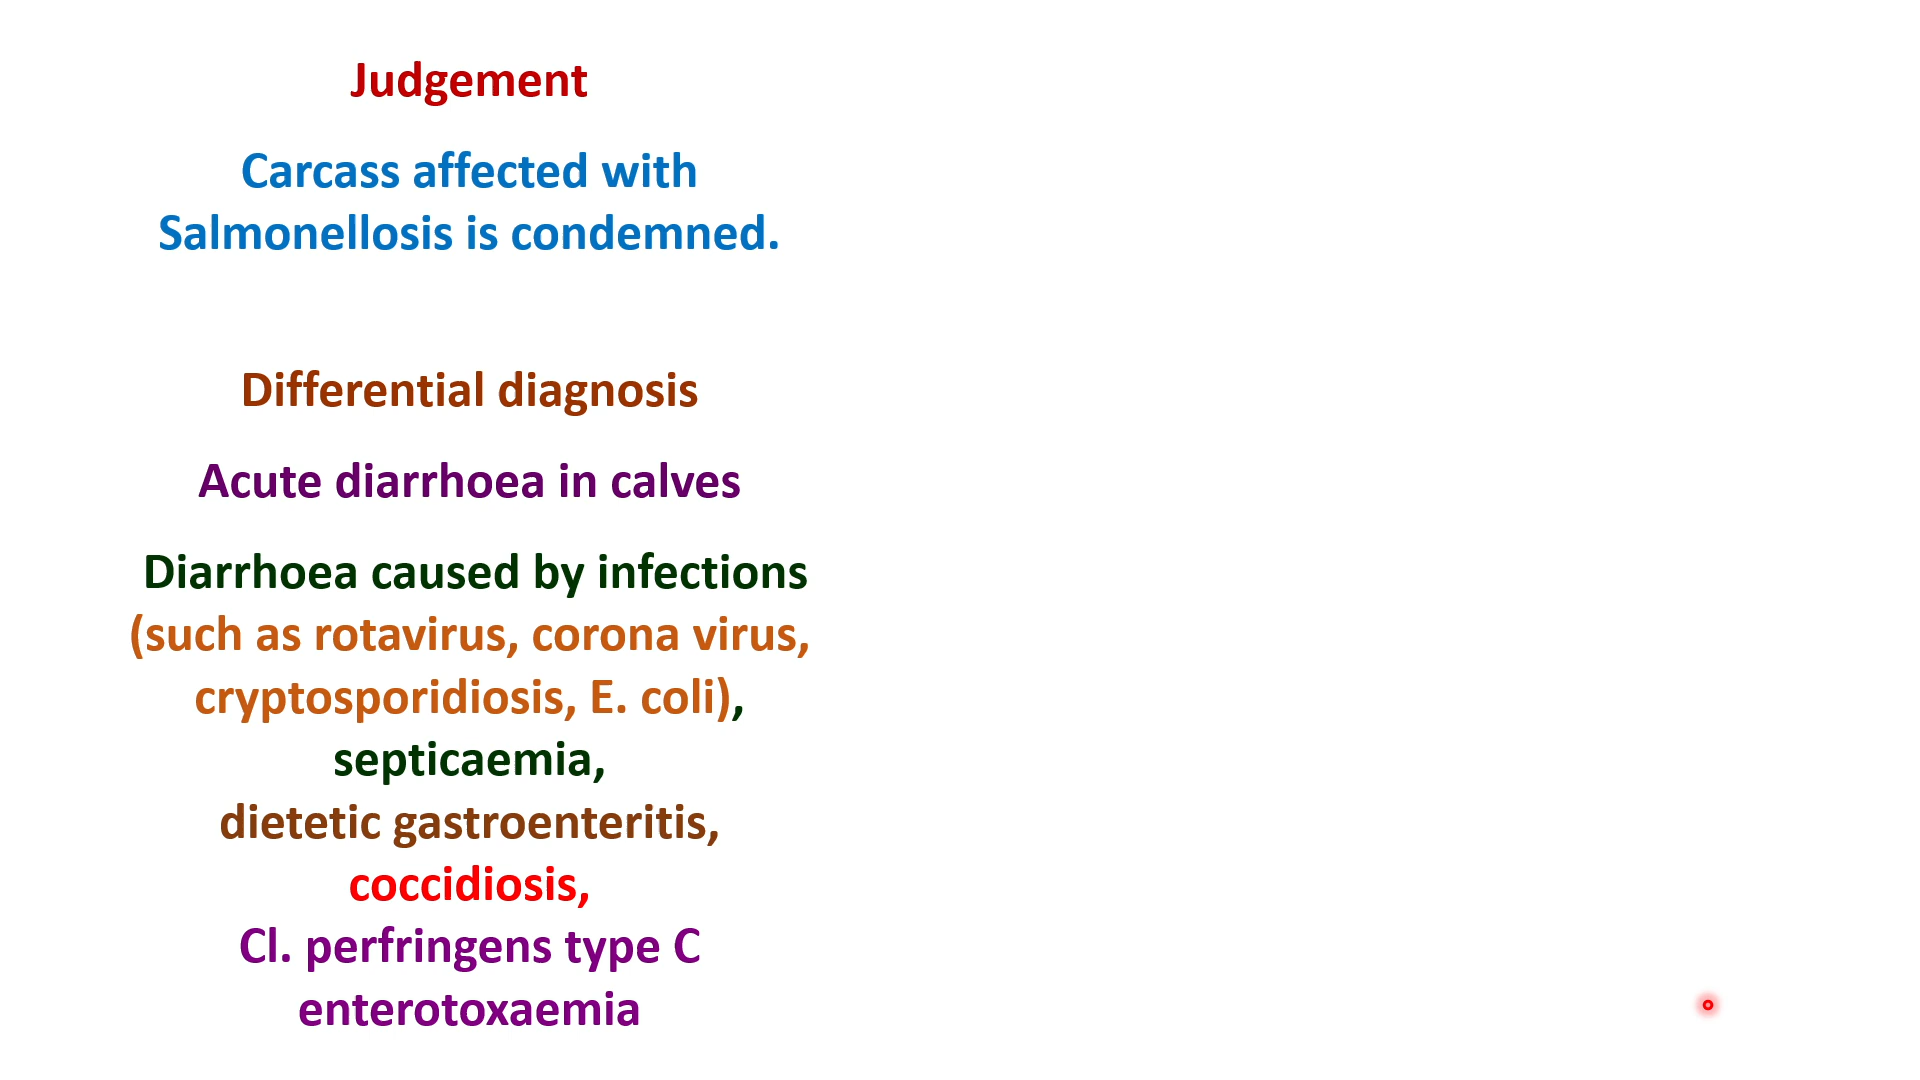 Judgement
Carcass affected with
Salmonellosis is condemned.
Differential diagnosis
Acute diarrhoea in calves
Diarrhoea caused by infections
(such as rotavirus, corona virus,
cryptosporidiosis, E. coli),
septicaemia,
dietetic gastroenteritis,
coccidiosis,
Cl. perfringens type C
enterotoxaemia